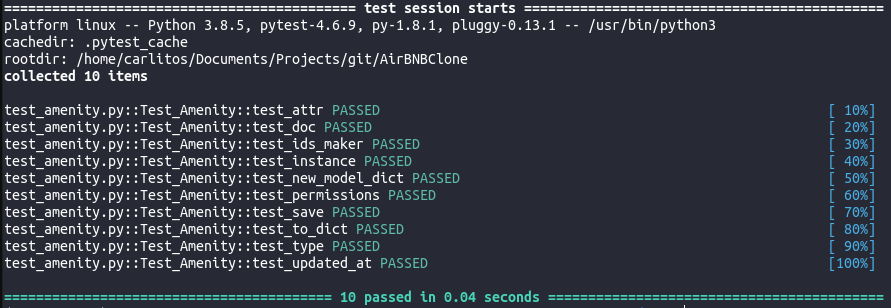 =========================================== test session starts ============================================
platform linux -- Python 3.8.5, pytest-4.6.9, py-1.8.1, pluggy-0.13.1 -- /usr/bin/python3
cachedir: .pytest_cache
rootdir: /home/carlitos/Documents/Projects/git/AirBNBClone
collected 10 items
test_amenity.py::Test_Amenity::test_attr PASSED [ 10%]
test_amenity.py::Test_Amenity::test_doc PASSED [ 20%]
test_amenity.py::Test_Amenity::test_ids_maker PASSED [ 30%]
test_amenity.py::Test_Amenity::test_instance PASSED [ 40%]
test_amenity.py::Test_Amenity::test_new_model_dict PASSED [ 50%]
test_amenity.py::Test_Amenity::test_permissions PASSED [ 60%]
test_amenity.py::Test_Amenity::test_save PASSED [ 70%]
test_amenity.py::Test_Amenity::test_to_dict PASSED [ 80%]
test_amenity.py::Test_Amenity::test_type PASSED [ 90%]
test_amenity.py::Test_Amenity::test_updated_at PASSED [100%]
======================================== 10 passed in 0.04 seconds =========================================